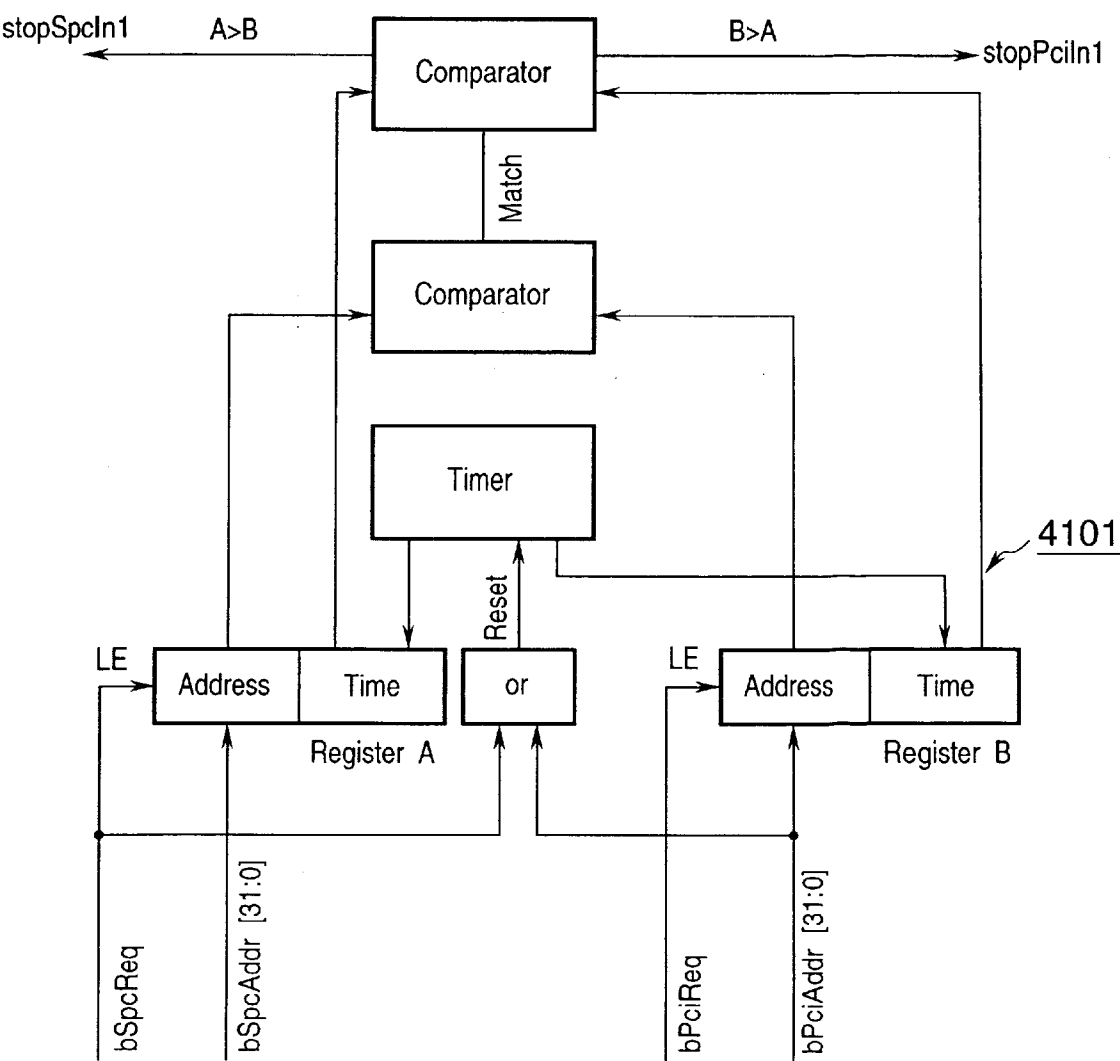 stopSpcIn1
A>B
B>A
stopPciIn1
Comparator
Match
Comparator
Timer
4101
Reset
LE
Address
Time
or
LE
Address
Time
Register A
Register B
bSpcReq
bSpcAddr [31:0]
bPciReq
bPciAddr [31:0]